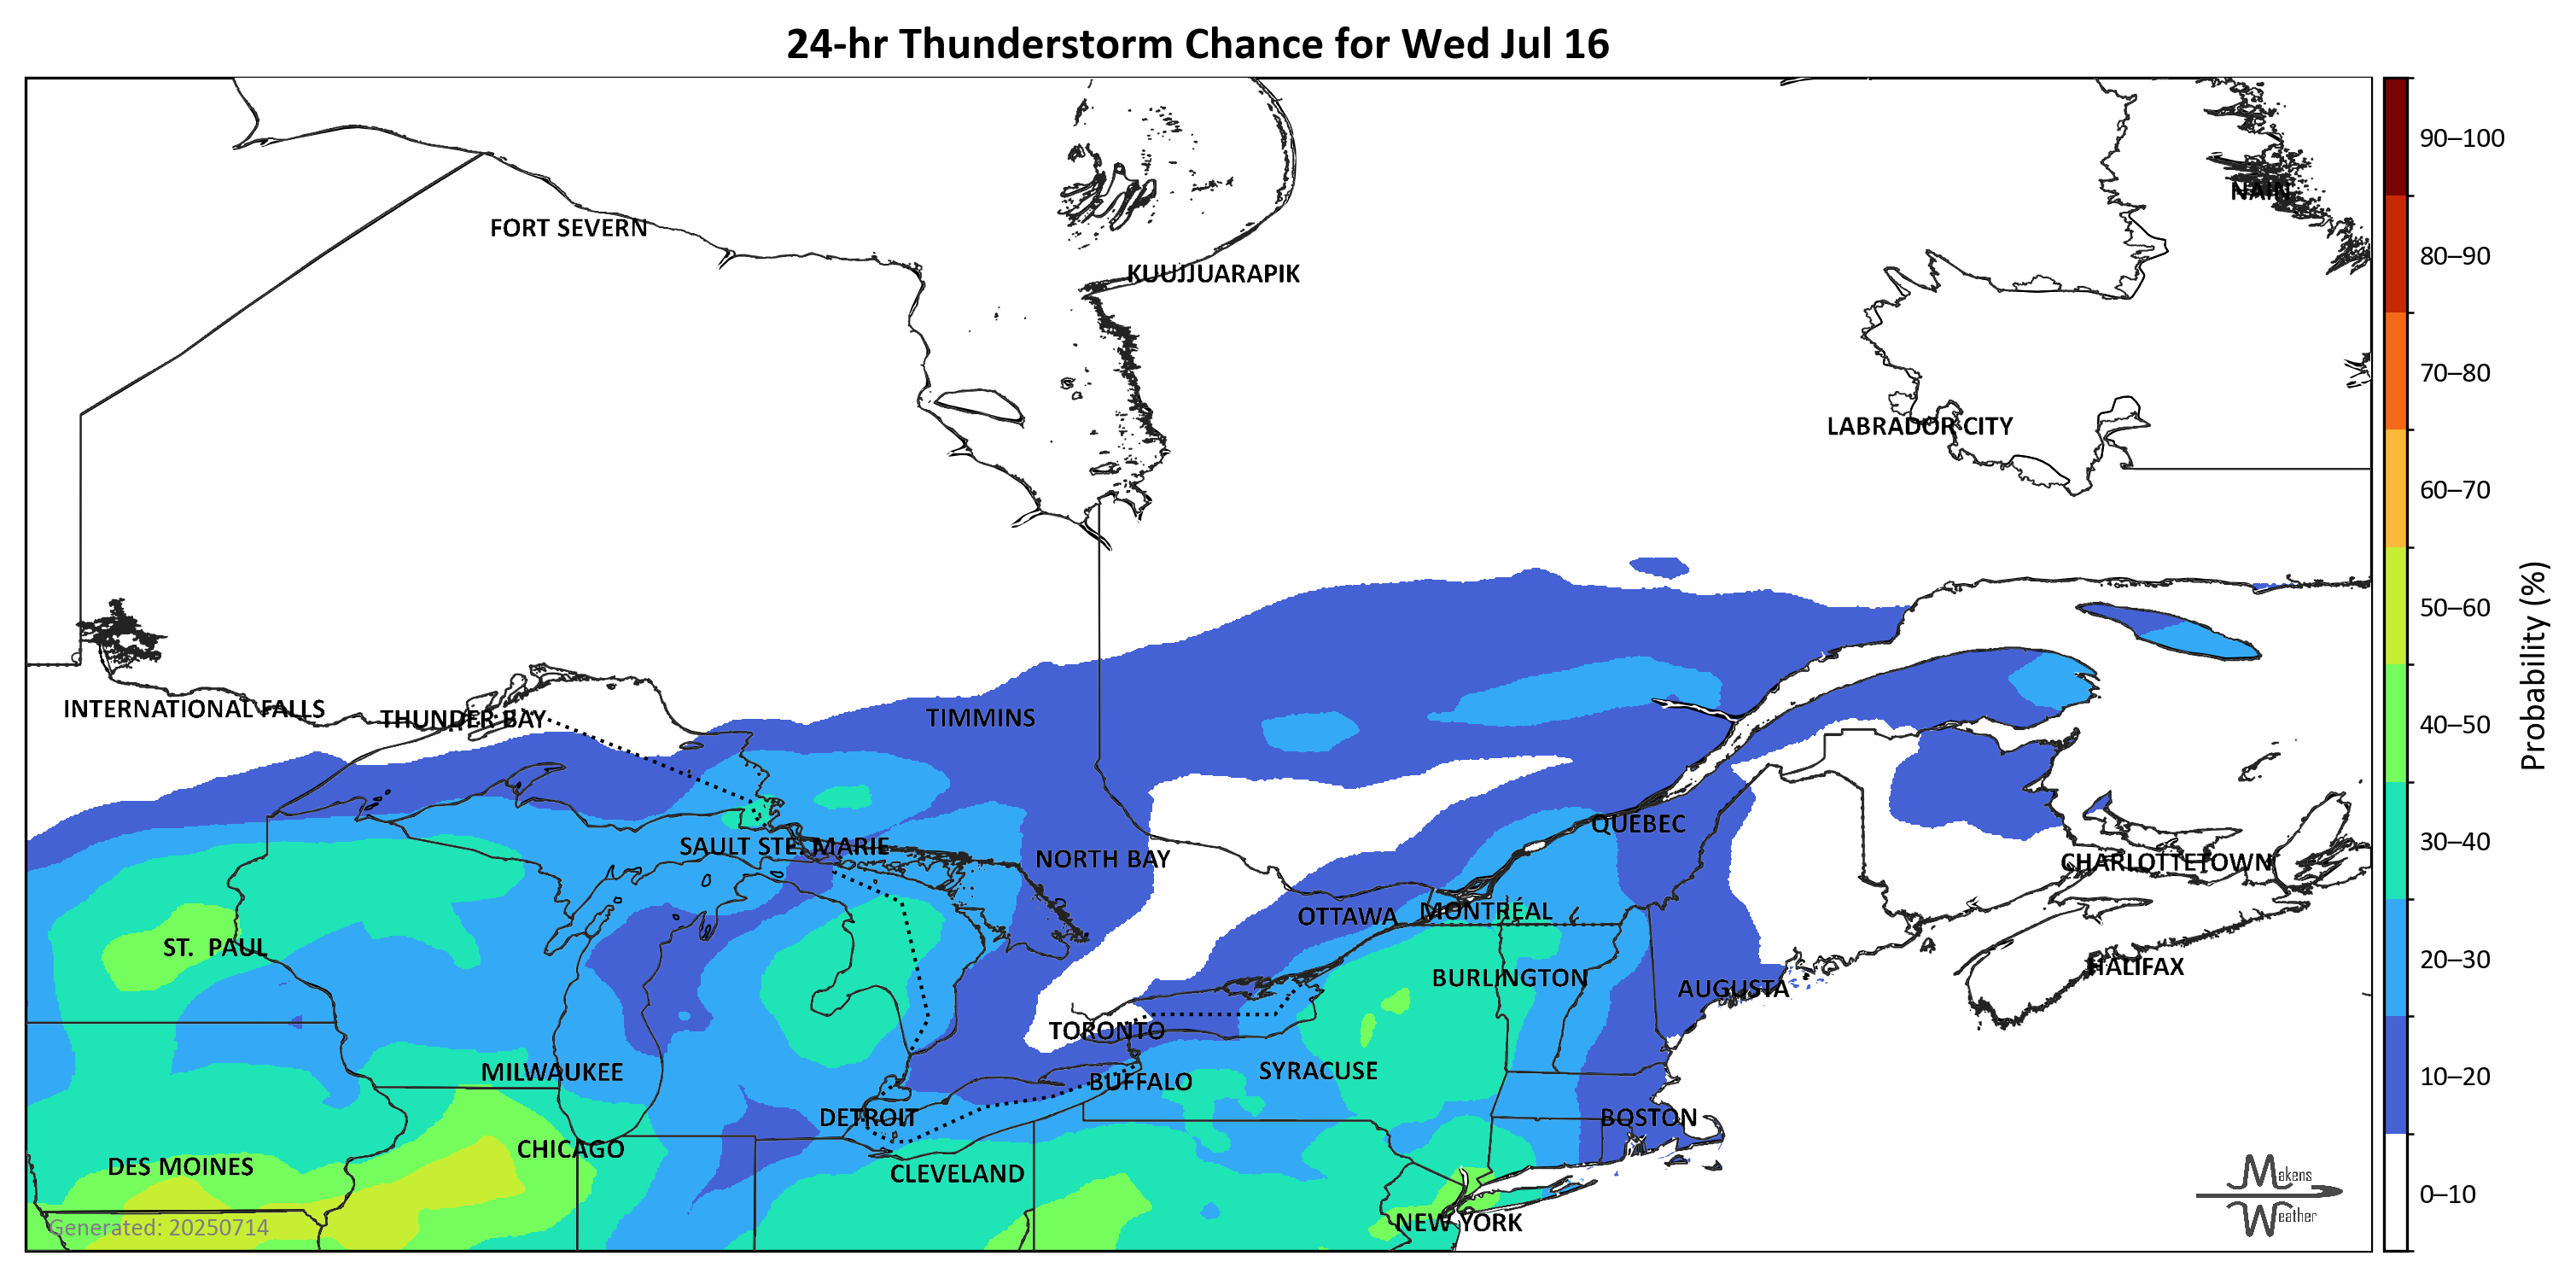 24-hr Thunderstorm Chance for Wed Jul 16
90–100
NAIN
FORT SEVERN
80–90
KUUJJUARAPIK
70–80
LABRADOR CITY
60–70
50–60
Probability (%)
INTERNATIONAL FALLS
THUNDER BAY
TIMMINS
40–50
QUEBEC
SAULT STE. MARIE
NORTH BAY
30–40
CHARLOTTETOWN
OTTAWA
MONTRÉAL
ST. PAUL
20–30
HALIFAX
BURLINGTON
AUGUSTA
TORONTO
MILWAUKEE
SYRACUSE
BUFFALO
10–20
DETROIT
BOSTON
CHICAGO
DES MOINES
CLEVELAND
Makens
Weather
0–10
NEW YORK
Generated: 20250714